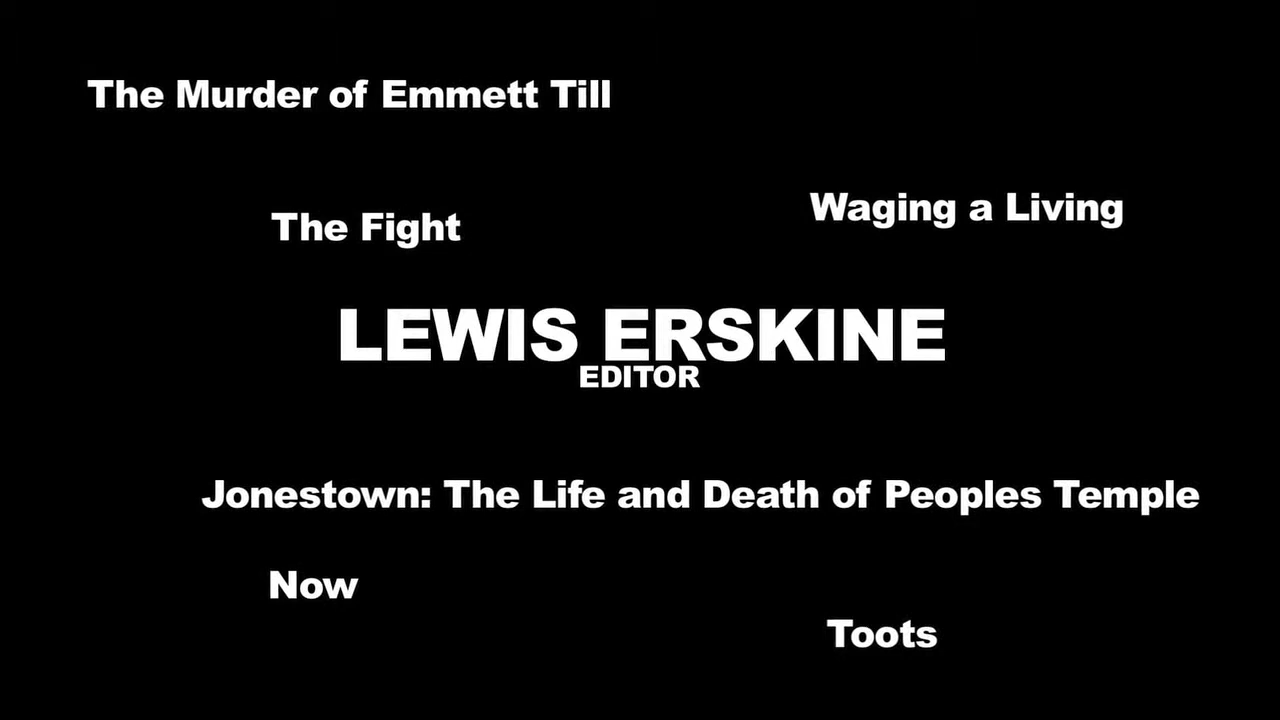 The Murder of Emmett Till
Waging a Living
The Fight
LEWIS ERSKINE
EDITOR
Jonestown: The Life and Death of Peoples Temple
Now
Toots